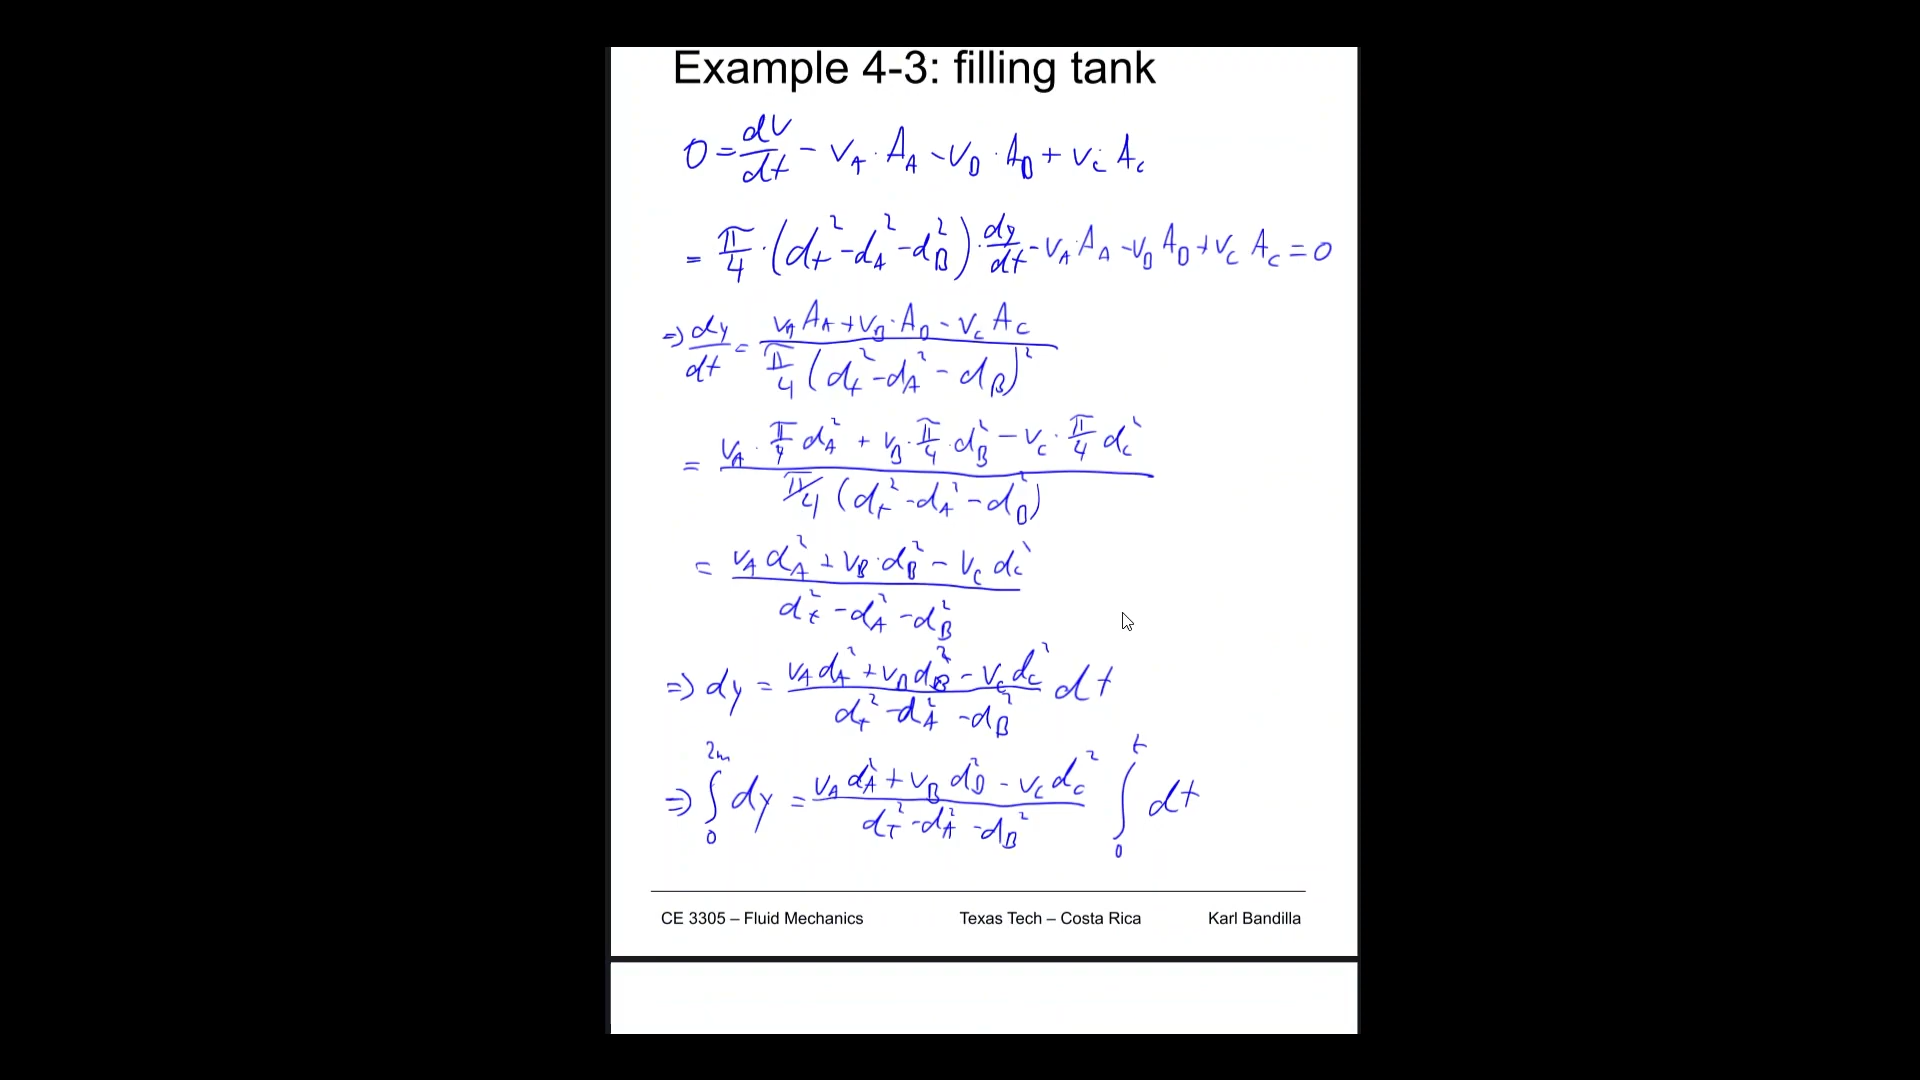 Example 4-3: filling tank
0 = dV/dt - v_A · A_A - v_B · A_B + v_C · A_C
= π/4 · (d_t² - d_A² - d_B²) · dy/dt - v_A · A_A - v_B A_B + v_C A_C = 0
⇒ dy/dt = (v_A A_A + v_B · A_B - v_C A_C) / (π/4 (d_t² - d_A² - d_B)²)
= (v_A · π/4 d_A² + v_B · π/4 · d_B² - v_C · π/4 d_C²) / (π/4 (d_t² - d_A² - d_B²))
= (v_A d_A² + v_B · d_B² - v_C d_C²) / (d_t² - d_A² - d_B²)
⇒ dy = (v_A d_A² + v_B d_B² - v_C d_C²) / (d_t² - d_A² - d_B²) dt
⇒ ∫_0^2m dy = (v_A d_A² + v_B d_B² - v_C d_C²) / (d_T² - d_A² - d_B²) ∫_0^t dt
CE 3305 – Fluid Mechanics Texas Tech – Costa Rica Karl Bandilla